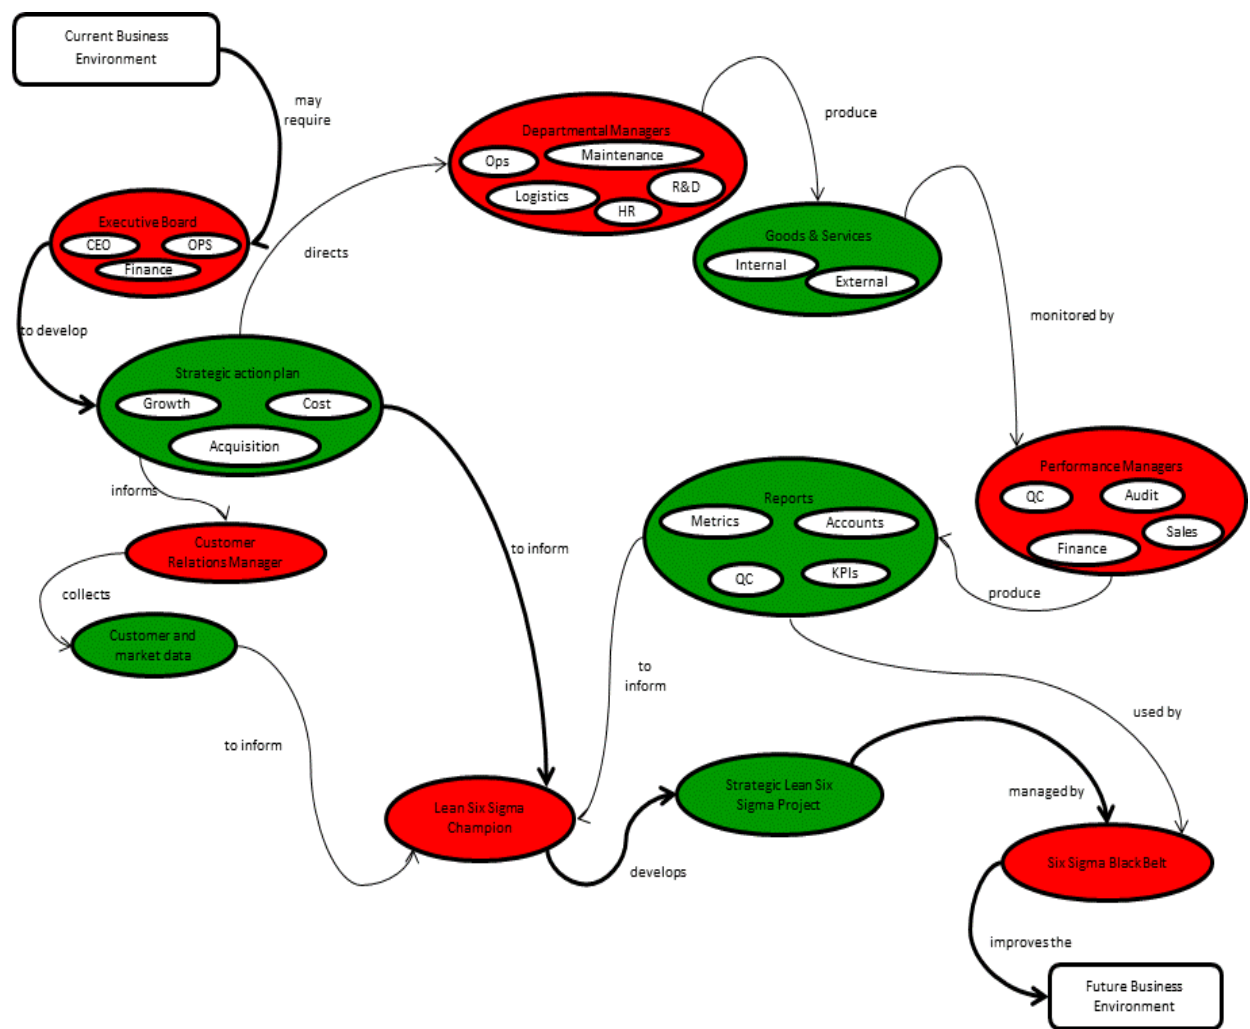 Current Business
Environment
may
require
Executive Board
CEO
OPS
Finance
to develop
Strategic action plan
Growth
Cost
Acquisition
directs
Departmental Managers
Ops
Maintenance
Logistics
R&D
HR
produce
Goods & Services
Internal
External
monitored by
Performance Managers
QC
Audit
Sales
Finance
produce
Reports
Metrics
Accounts
QC
KPIs
informs
Customer
Relations Manager
collects
Customer and
market data
to inform
to inform
to
inform
used by
Lean Six Sigma
Champion
develops
Strategic Lean Six
Sigma Project
managed by
Six Sigma Black Belt
improves the
Future Business
Environment